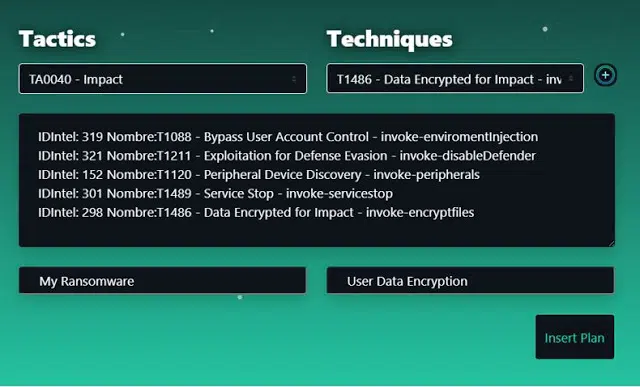 Tactics
Techniques
TA0040 - Impact
T1486 - Data Encrypted for Impact - inv
IDIntel: 319 Nombre:T1088 - Bypass User Account Control - invoke-enviromentInjection
IDIntel: 321 Nombre:T1211 - Exploitation for Defense Evasion - invoke-disableDefender
IDIntel: 152 Nombre:T1120 - Peripheral Device Discovery - invoke-peripherals
IDIntel: 301 Nombre:T1489 - Service Stop - invoke-servicestop
IDIntel: 298 Nombre:T1486 - Data Encrypted for Impact - invoke-encryptfiles
My Ransomware
User Data Encryption
Insert Plan